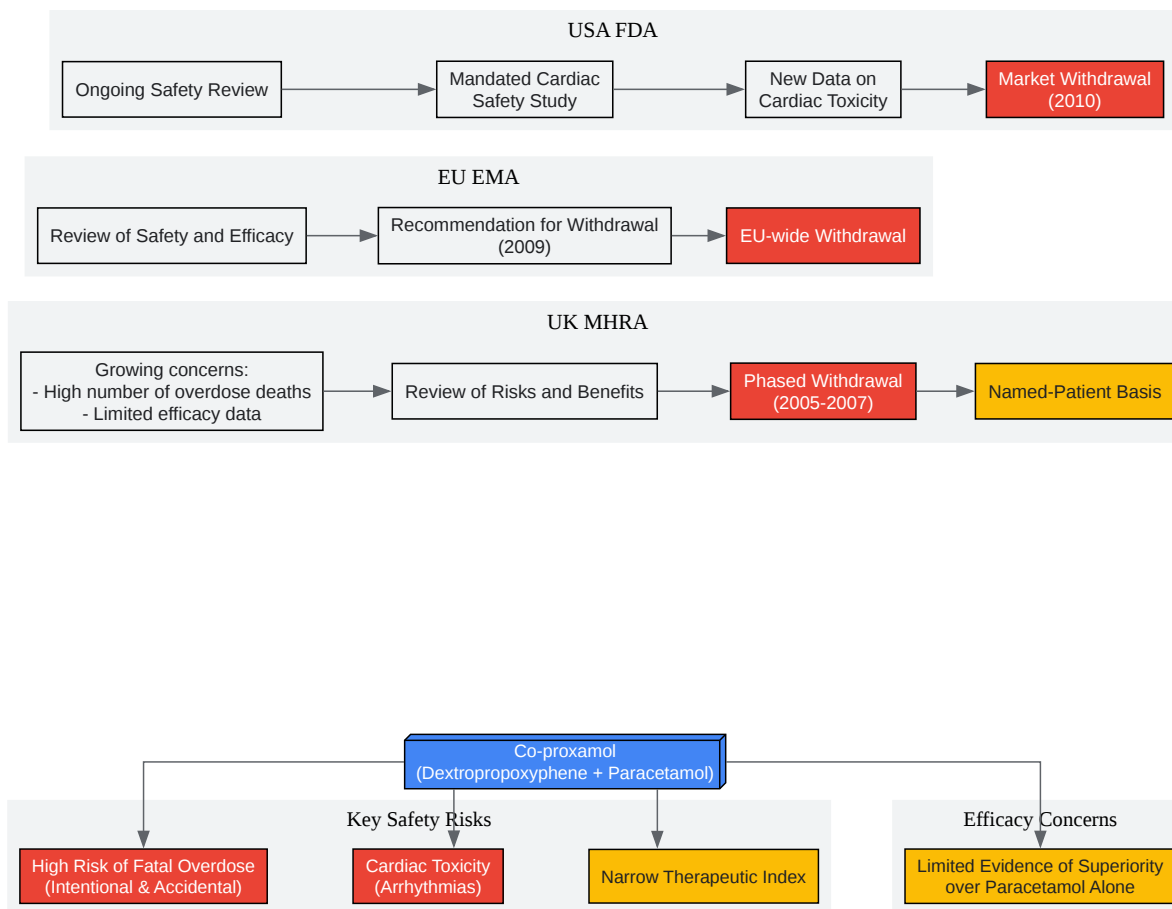 USA FDA
Ongoing Safety Review
Mandated Cardiac
Safety Study
New Data on
Cardiac Toxicity
Market Withdrawal
(2010)
EU EMA
Review of Safety and Efficacy
Recommendation for Withdrawal
(2009)
EU-wide Withdrawal
UK MHRA
Growing concerns:
- High number of overdose deaths
- Limited efficacy data
Review of Risks and Benefits
Phased Withdrawal
(2005-2007)
Named-Patient Basis
Co-proxamol
(Dextropropoxyphene + Paracetamol)
Key Safety Risks
High Risk of Fatal Overdose
(Intentional & Accidental)
Cardiac Toxicity
(Arrhythmias)
Narrow Therapeutic Index
Efficacy Concerns
Limited Evidence of Superiority
over Paracetamol Alone